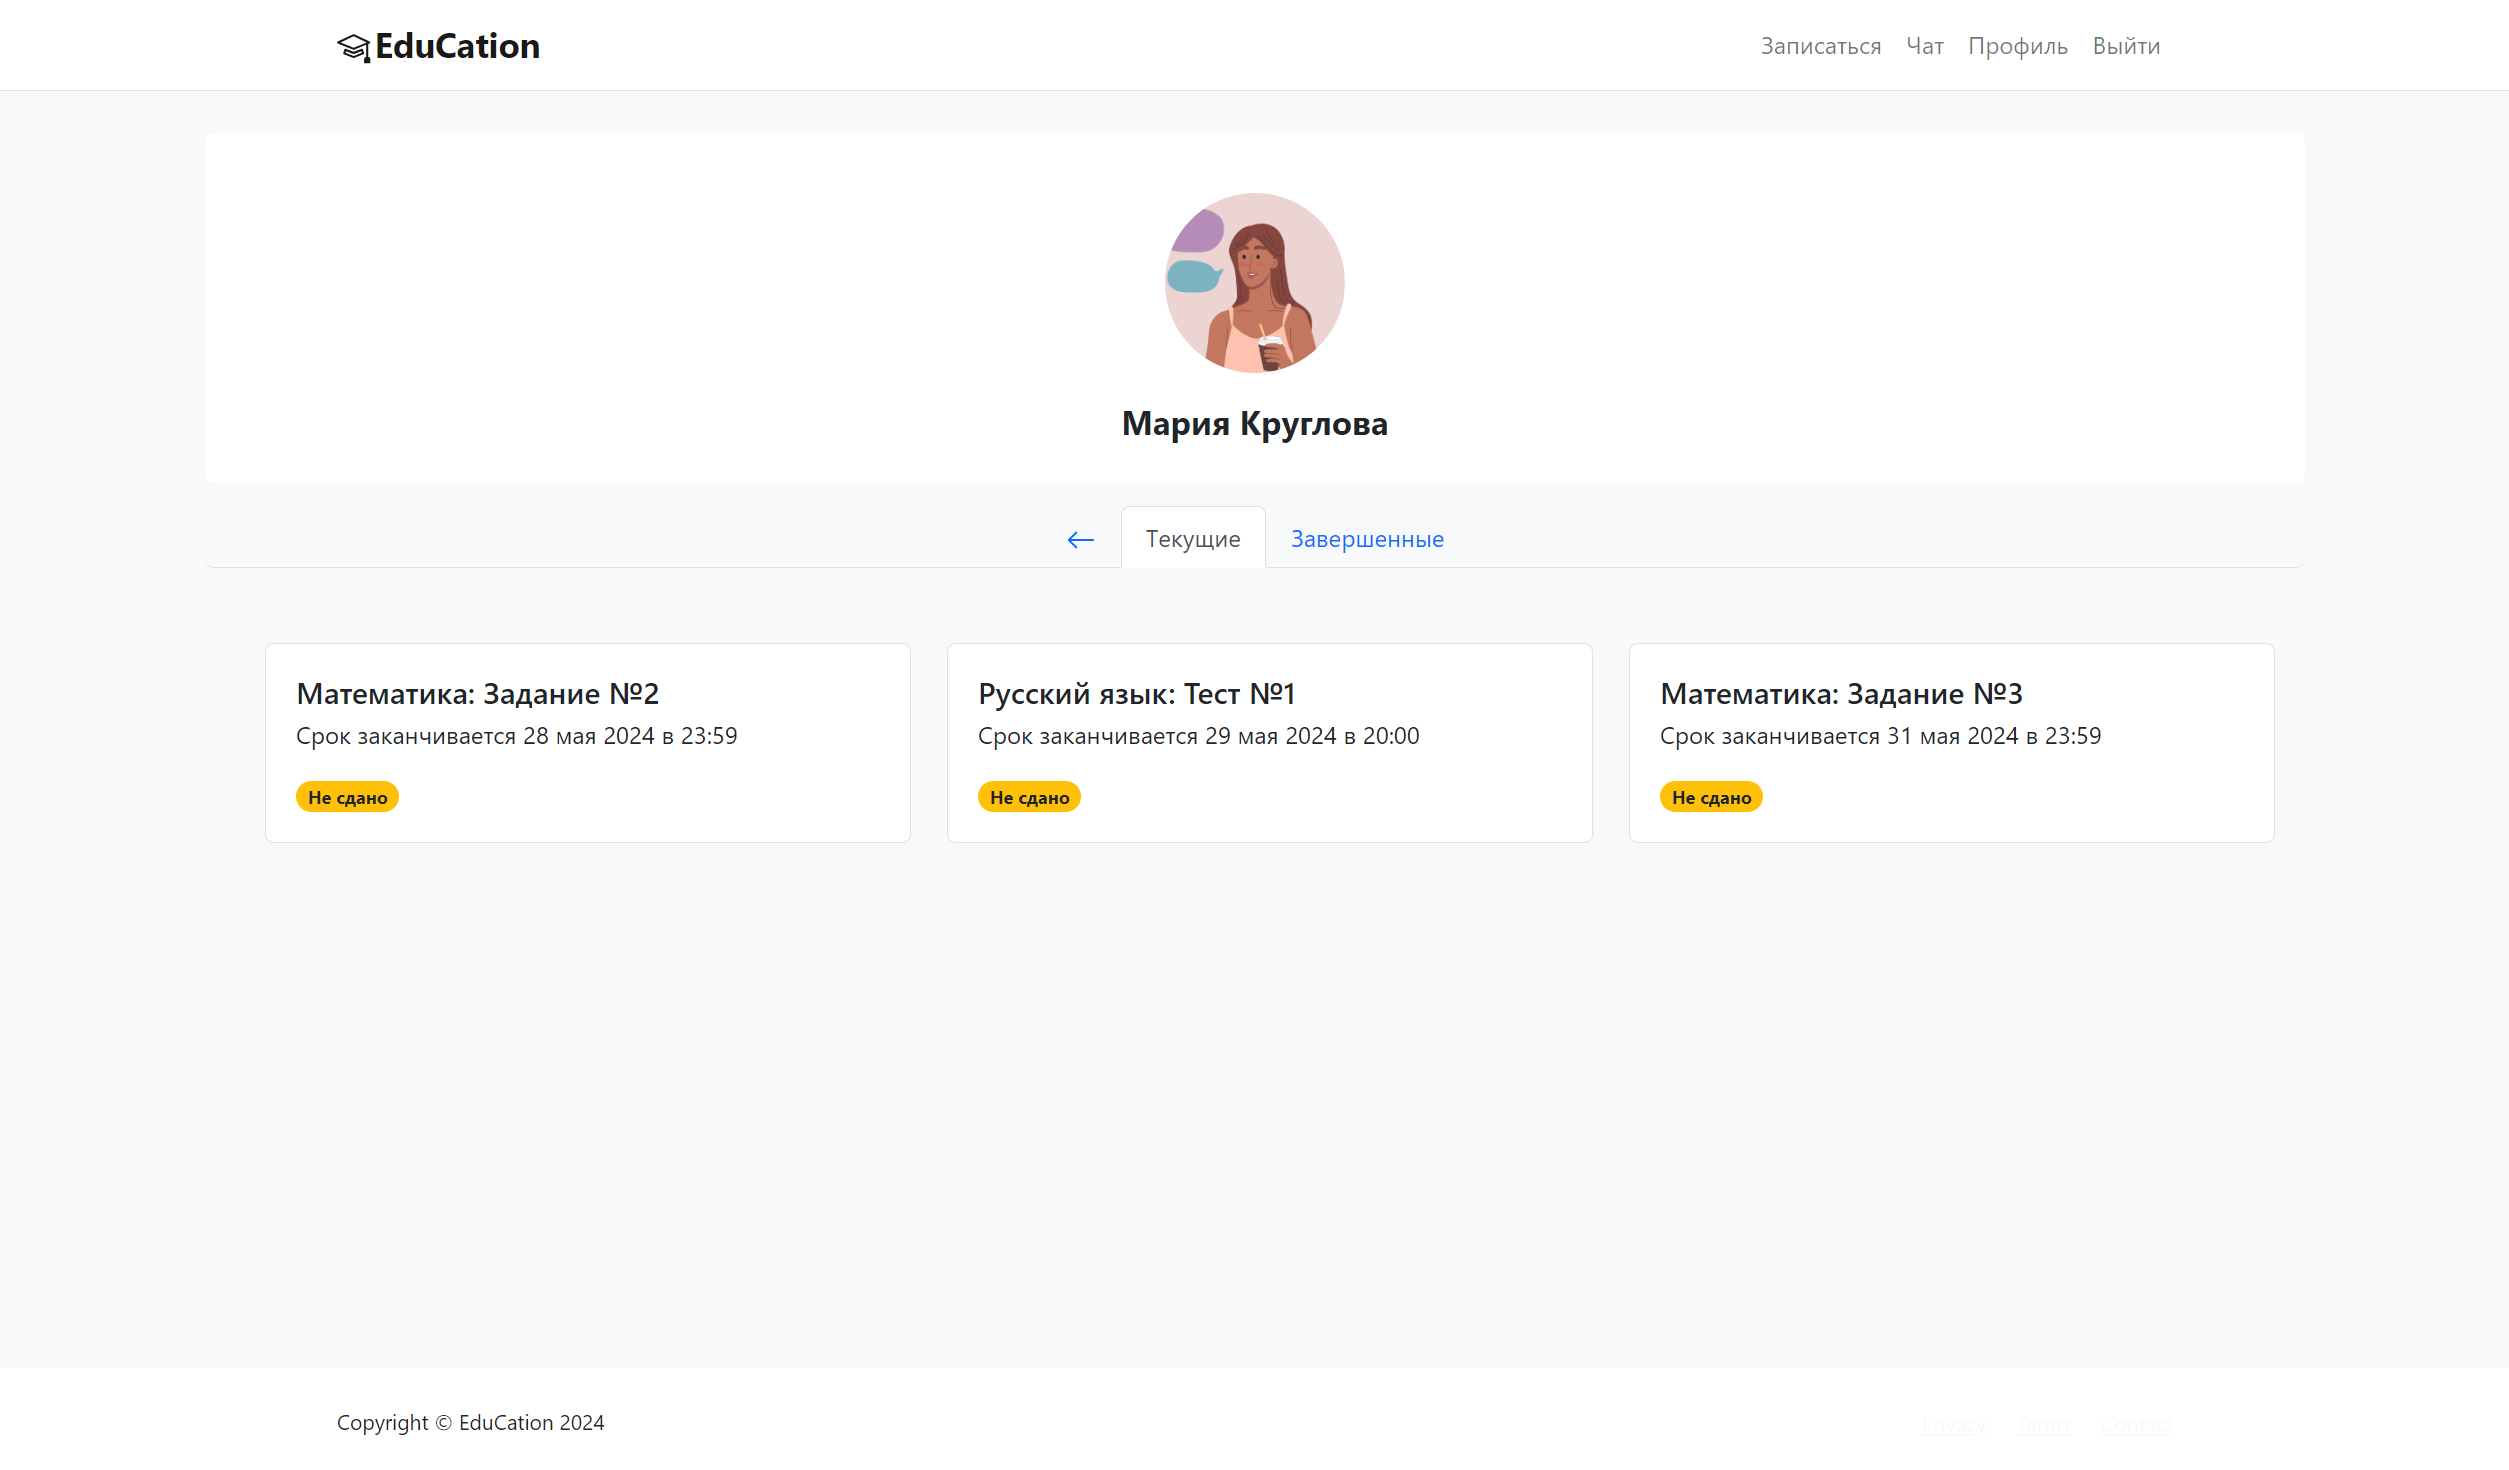 EduCation
Записаться Чат Профиль Выйти
Мария Круглова
Текущие Завершенные
Математика: Задание №2
Срок заканчивается 28 мая 2024 в 23:59
Не сдано
Русский язык: Тест №1
Срок заканчивается 29 мая 2024 в 20:00
Не сдано
Математика: Задание №3
Срок заканчивается 31 мая 2024 в 23:59
Не сдано
Copyright © EduCation 2024
Privacy Terms Contact